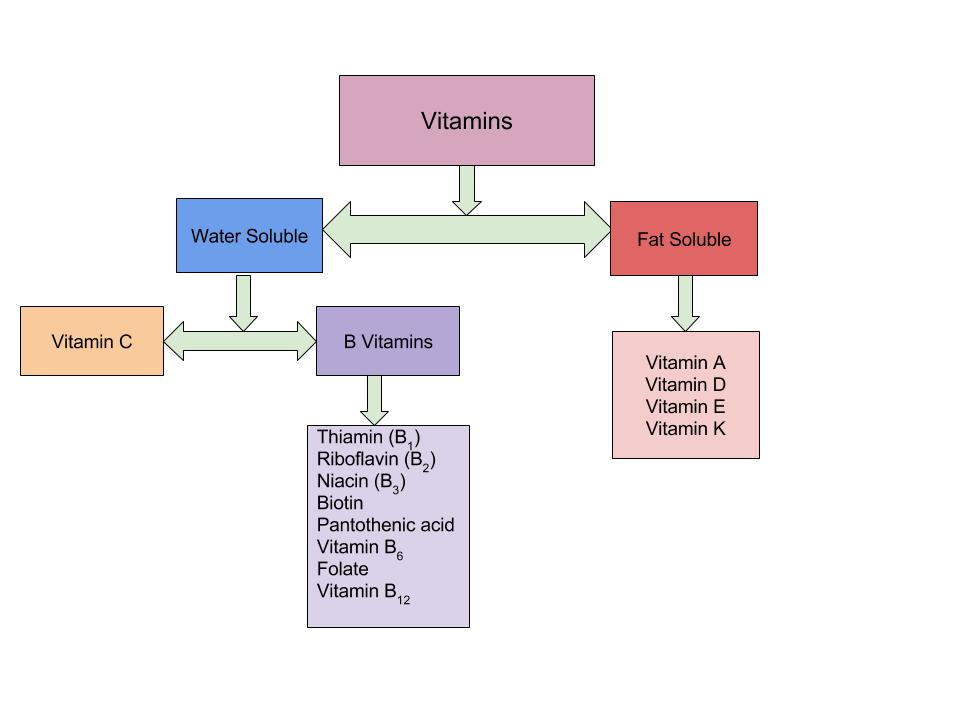 Vitamins
Water Soluble
Fat Soluble
Vitamin C
B Vitamins
Thiamin (B₁)
Riboflavin (B₂)
Niacin (B₃)
Biotin
Pantothenic acid
Vitamin B₆
Folate
Vitamin B₁₂
Vitamin A
Vitamin D
Vitamin E
Vitamin K